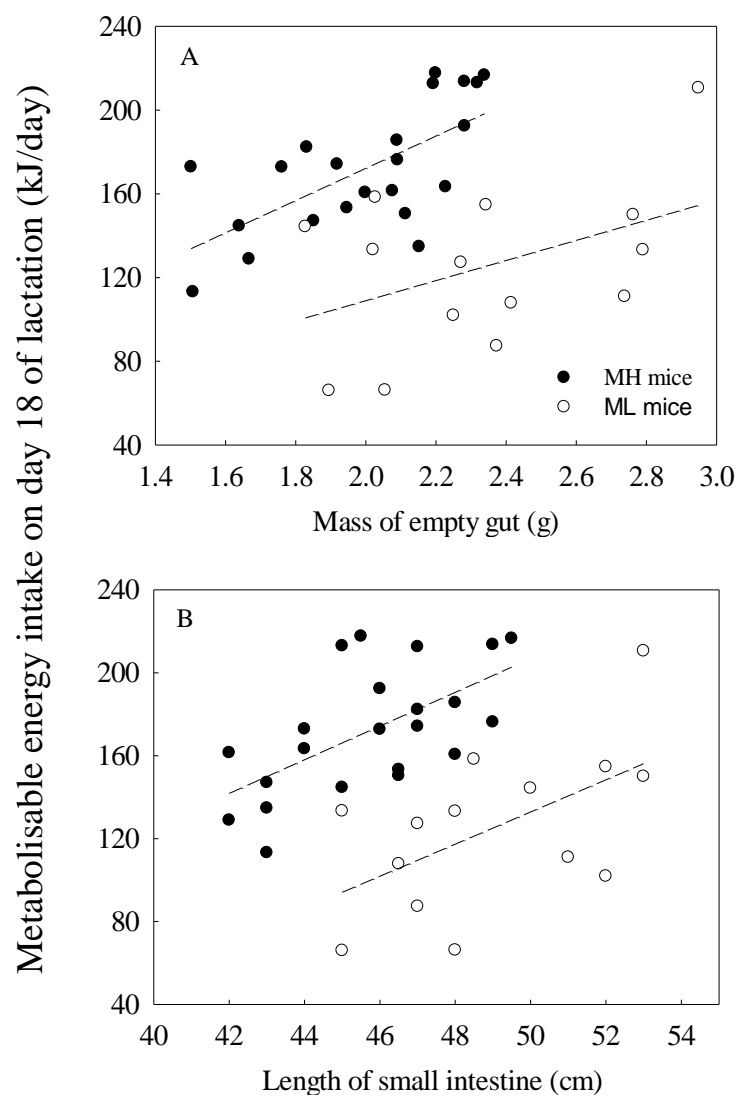 Metabolisable energy intake on day 18 of lactation (kJ/day)
A
240
200
160
120
80
40
MH mice
ML mice
1.4 1.6 1.8 2.0 2.2 2.4 2.6 2.8 3.0
Mass of empty gut (g)
B
240
200
160
120
80
40
40 42 44 46 48 50 52 54
Length of small intestine (cm)